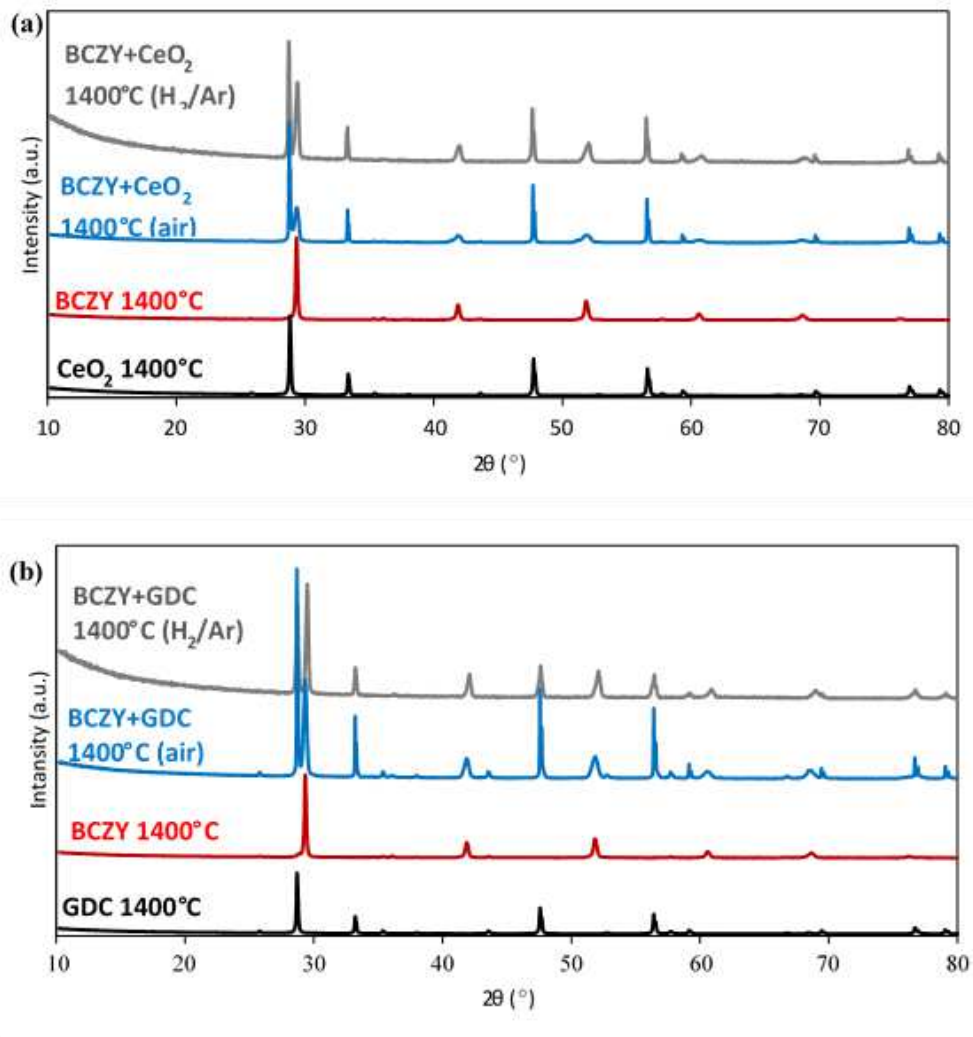 (a)
BCZY+CeO2
1400°C (H2/Ar)
BCZY+CeO2
1400°C (air)
BCZY 1400°C
CeO2 1400°C
Intensity (a.u.)
10 20 30 40 50 60 70 80
2θ (°)
(b)
BCZY+GDC
1400°C (H2/Ar)
BCZY+GDC
1400°C (air)
BCZY 1400°C
GDC 1400°C
Intansity (a.u.)
10 20 30 40 50 60 70 80
2θ (°)